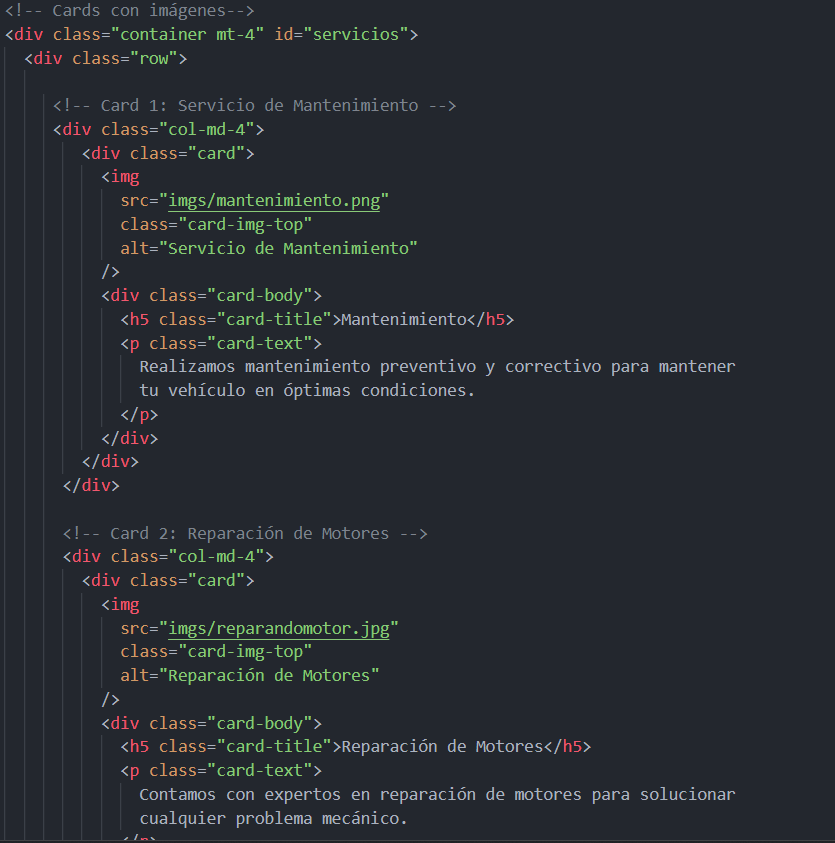 <!-- Cards con imágenes-->
<div class="container mt-4" id="servicios">
<div class="row">
<!-- Card 1: Servicio de Mantenimiento -->
<div class="col-md-4">
<div class="card">
<img
src="imgs/mantenimiento.png"
class="card-img-top"
alt="Servicio de Mantenimiento"
/>
<div class="card-body">
<h5 class="card-title">Mantenimiento</h5>
<p class="card-text">
Realizamos mantenimiento preventivo y correctivo para mantener
tu vehículo en óptimas condiciones.
</p>
</div>
</div>
</div>
<!-- Card 2: Reparación de Motores -->
<div class="col-md-4">
<div class="card">
<img
src="imgs/reparandomotor.jpg"
class="card-img-top"
alt="Reparación de Motores"
/>
<div class="card-body">
<h5 class="card-title">Reparación de Motores</h5>
<p class="card-text">
Contamos con expertos en reparación de motores para solucionar
cualquier problema mecánico.
</p>